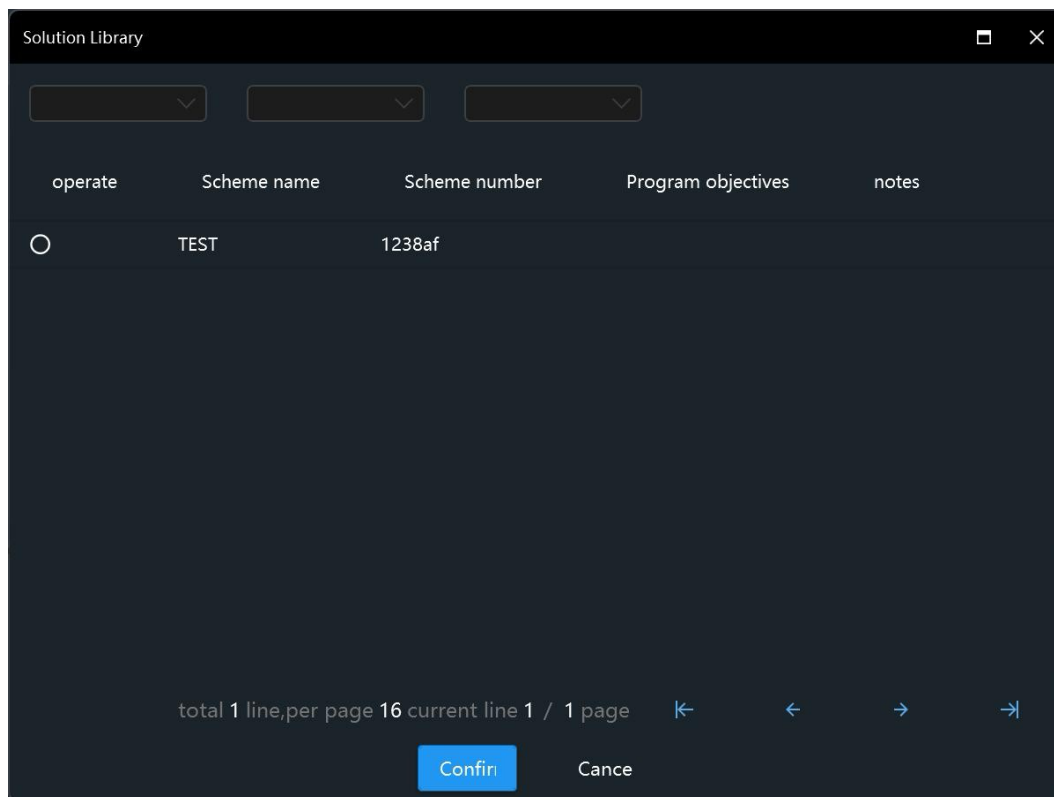 Solution Library
operate Scheme name Scheme number Program objectives notes
TEST 1238af
total 1 line,per page 16 current line 1 / 1 page
Confir Cance